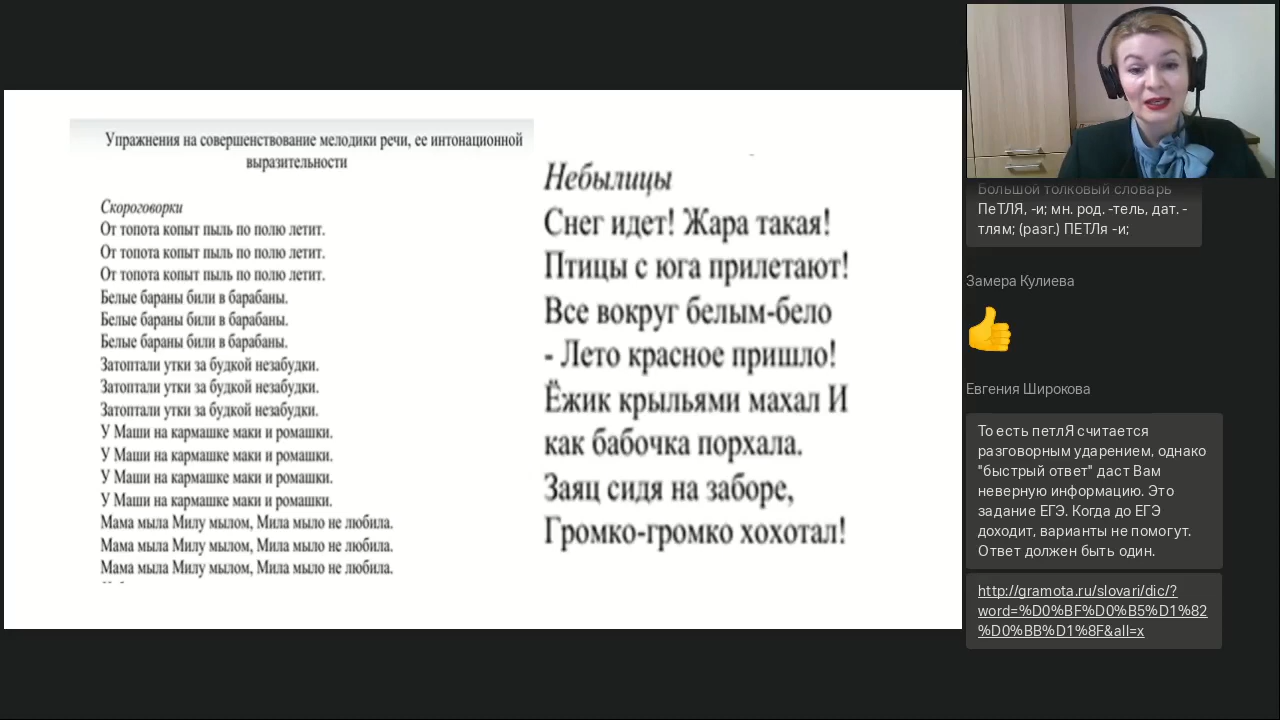 Упражнения на совершенствование мелодики речи, ее интонационной
выразительности
Скороговорки
От топота копыт пыль по полю летит.
От топота копыт пыль по полю летит.
От топота копыт пыль по полю летит.
Белые бараны били в барабаны.
Белые бараны били в барабаны.
Белые бараны били в барабаны.
Затоптали утки за будкой незабудки.
Затоптали утки за будкой незабудки.
Затоптали утки за будкой незабудки.
У Маши на кармашке маки и ромашки.
У Маши на кармашке маки и ромашки.
У Маши на кармашке маки и ромашки.
У Маши на кармашке маки и ромашки.
Мама мыла Милу мылом, Мила мыло не любила.
Мама мыла Милу мылом, Мила мыло не любила.
Мама мыла Милу мылом, Мила мыло не любила.
Небылицы
Снег идет! Жара такая!
Птицы с юга прилетают!
Все вокруг белым-бело
- Лето красное пришло!
Ёжик крыльями махал И
как бабочка порхала.
Заяц сидя на заборе,
Громко-громко хохотал!
Большой толковый словарь
ПеТЛЯ, -и; мн. род. -тель, дат. -
тлям; (разг.) ПЕТЛя -и;
Замера Кулиева
Евгения Широкова
То есть петлЯ считается
разговорным ударением, однако
"быстрый ответ" даст Вам
неверную информацию. Это
задание ЕГЭ. Когда до ЕГЭ
доходит, варианты не помогут.
Ответ должен быть один.
http://gramota.ru/slovari/dic/?
word=%D0%BF%D0%B5%D1%82
%D0%BB%D1%8F&all=x